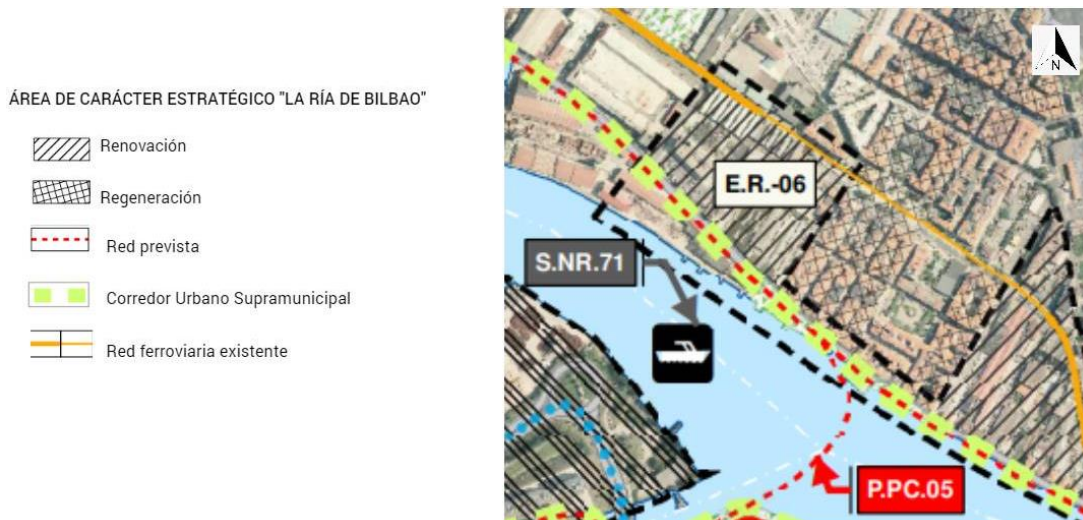 ÁREA DE CARÁCTER ESTRATÉGICO "LA RÍA DE BILBAO"
Renovación
Regeneración
Red prevista
Corredor Urbano Supramunicipal
Red ferroviaria existente
N
E.R.-06
S.NR.71
P.PC.05